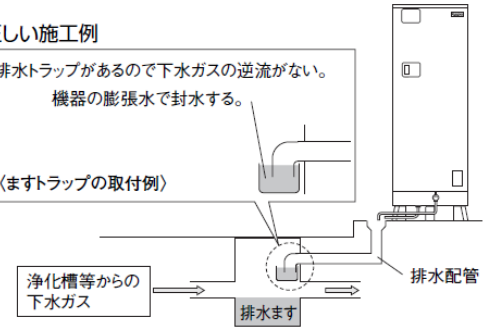 しい施工例
排水トラップがあるので下水ガスの逆流がない。
機器の膨張水で封水する。
〈ますトラップの取付例〉
浄化槽等からの
下水ガス
排水ます
排水配管